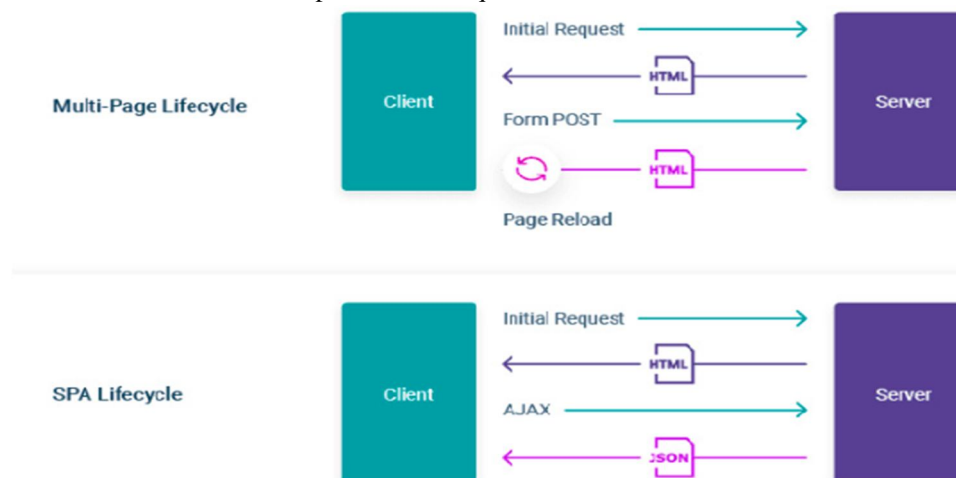 Initial Request
HTML
Multi-Page Lifecycle
Client
Server
Form POST
HTML
Page Reload
Initial Request
HTML
SPA Lifecycle
Client
Server
AJAX
JSON